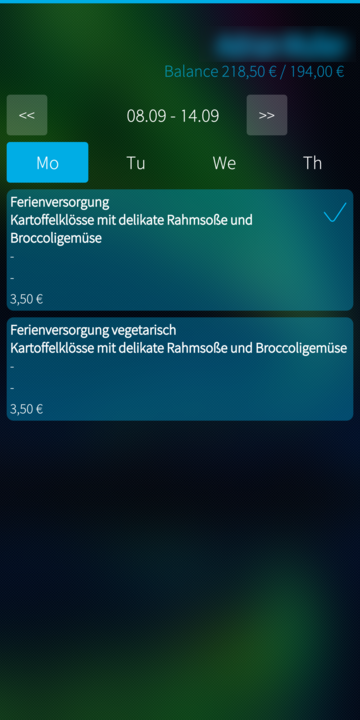 Balance 218,50 € / 194,00 €
<< 08.09 - 14.09 >>
Mo Tu We Th
Ferienversorgung
Kartoffelklösse mit delikate Rahmsoße und
Broccoligemüse
-
-
3,50 €
Ferienversorgung vegetarisch
Kartoffelklösse mit delikate Rahmsoße und Broccoligemüse
-
-
3,50 €